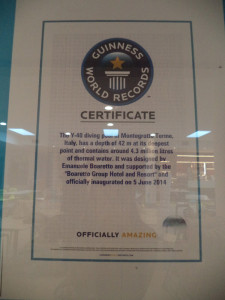 GUINNESS
WORLD RECORDS
CERTIFICATE
The Y-40 diving pool at Montegrotto Terme,
Italy, has a depth of 42 m at its deepest
point and contains around 4.3 million litres
of thermal water. It was designed by
Emanuele Boaretto and supported by the
"Boaretto Group Hotel and Resort" and
officially inaugurated on 5 June 2014
OFFICIALLY AMAZING